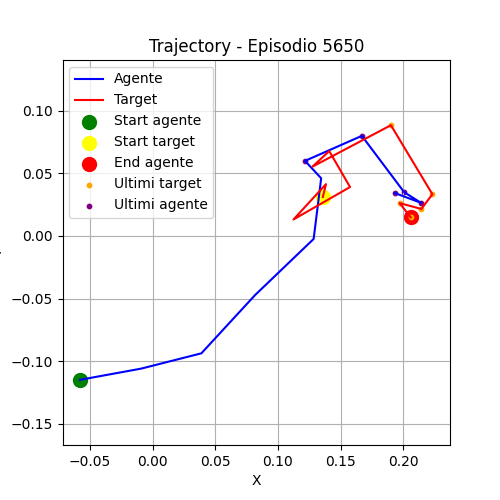 Trajectory - Episodio 5650
Agente
Target
Start agente
Start target
End agente
Ultimi target
Ultimi agente
0.10
0.05
0.00
−0.05
−0.10
−0.15
−0.05
0.00
0.05
0.10
0.15
0.20
X